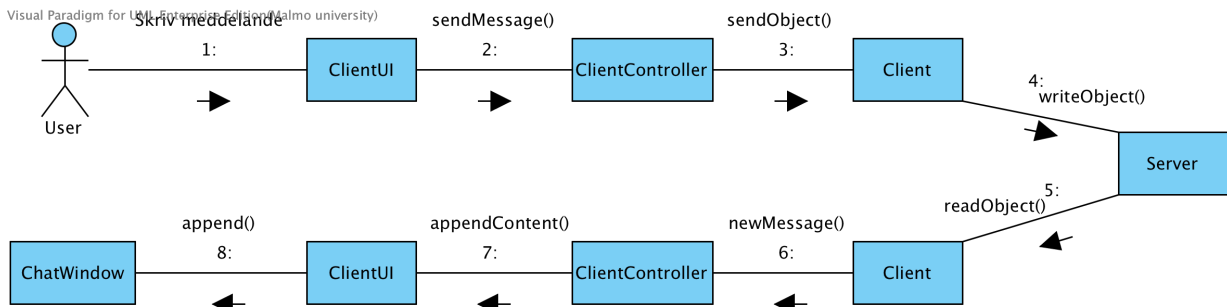 Visual Paradigm for UML Enterprise Edition(Malmo university)
Skriv meddelande
1:
sendMessage()
2:
sendObject()
3:
User
ClientUI
ClientController
Client
4:
writeObject()
Server
5:
readObject()
append()
8:
appendContent()
7:
newMessage()
6:
ChatWindow
ClientUI
ClientController
Client